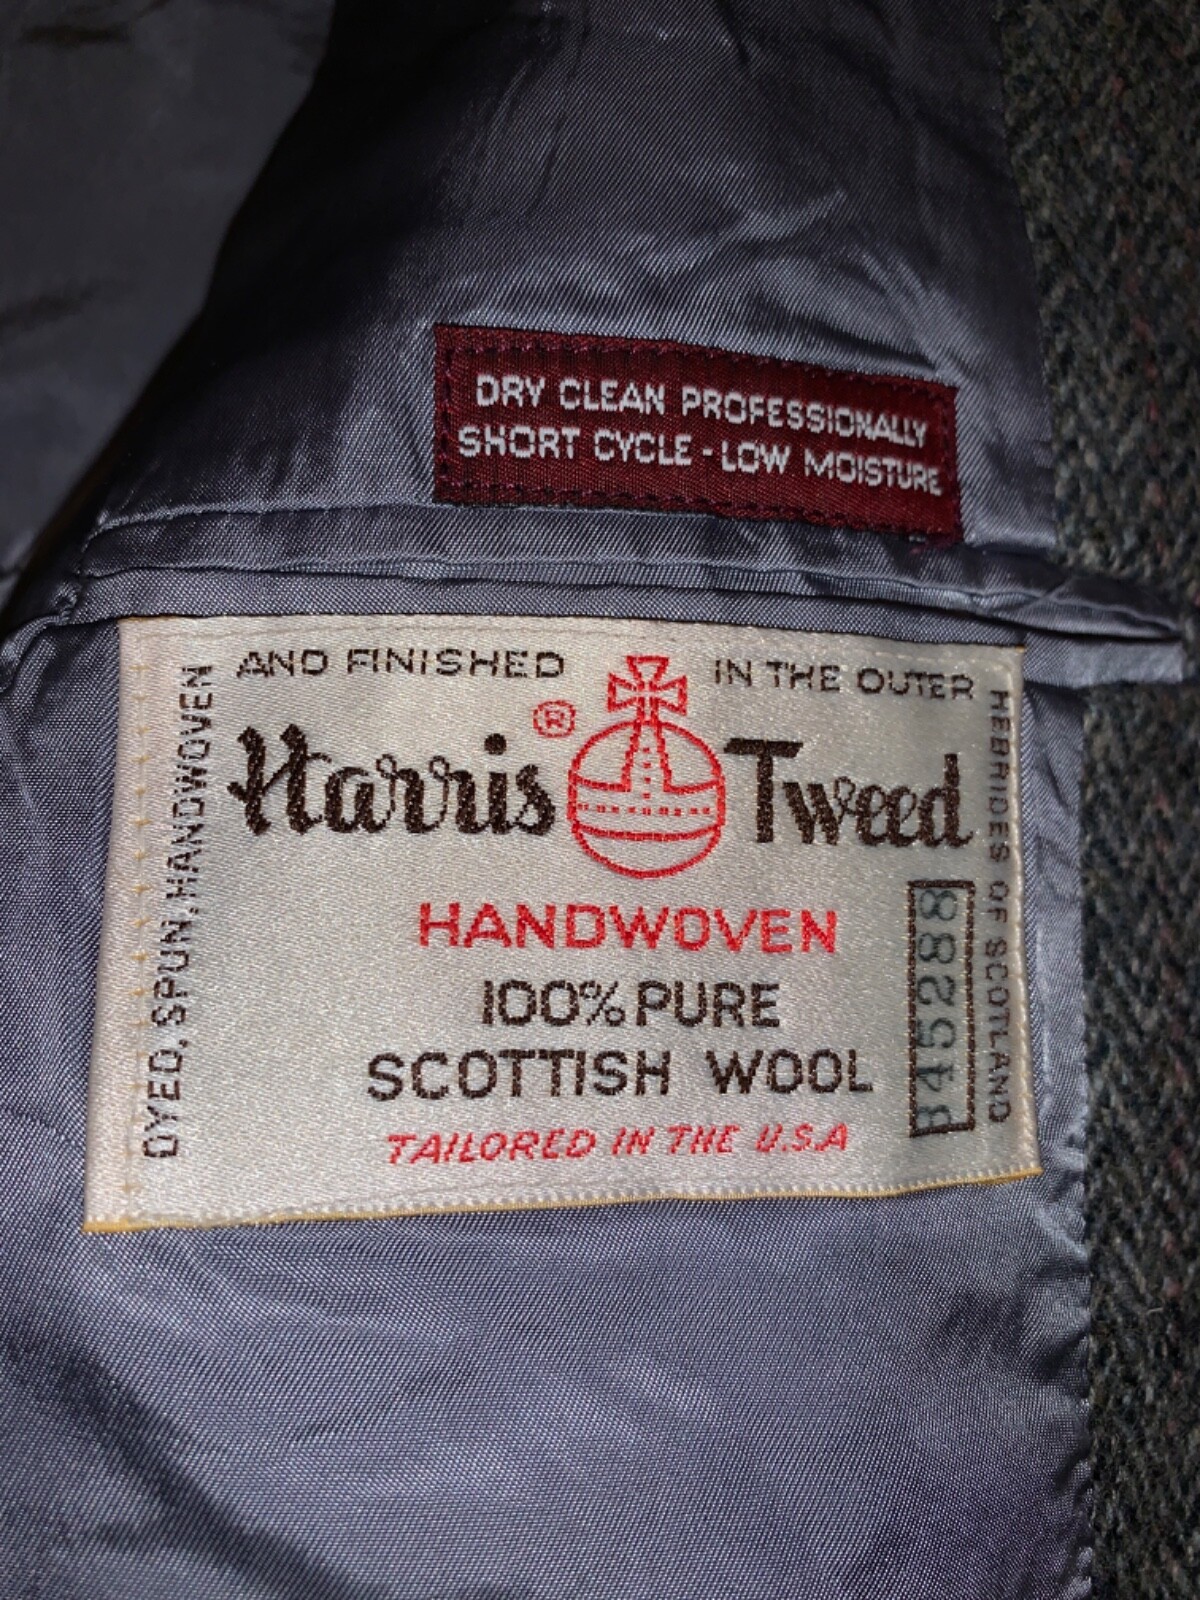 DRY CLEAN PROFESSIONALLY
SHORT CYCLE - LOW MOISTURE
DYED, SPUN, HANDWOVEN
AND FINISHED
IN THE OUTER
HEBRIDES OF SCOTLAND
Harris ® Tweed
HANDWOVEN
100% PURE
SCOTTISH WOOL
TAILORED IN THE U.S.A
B45288